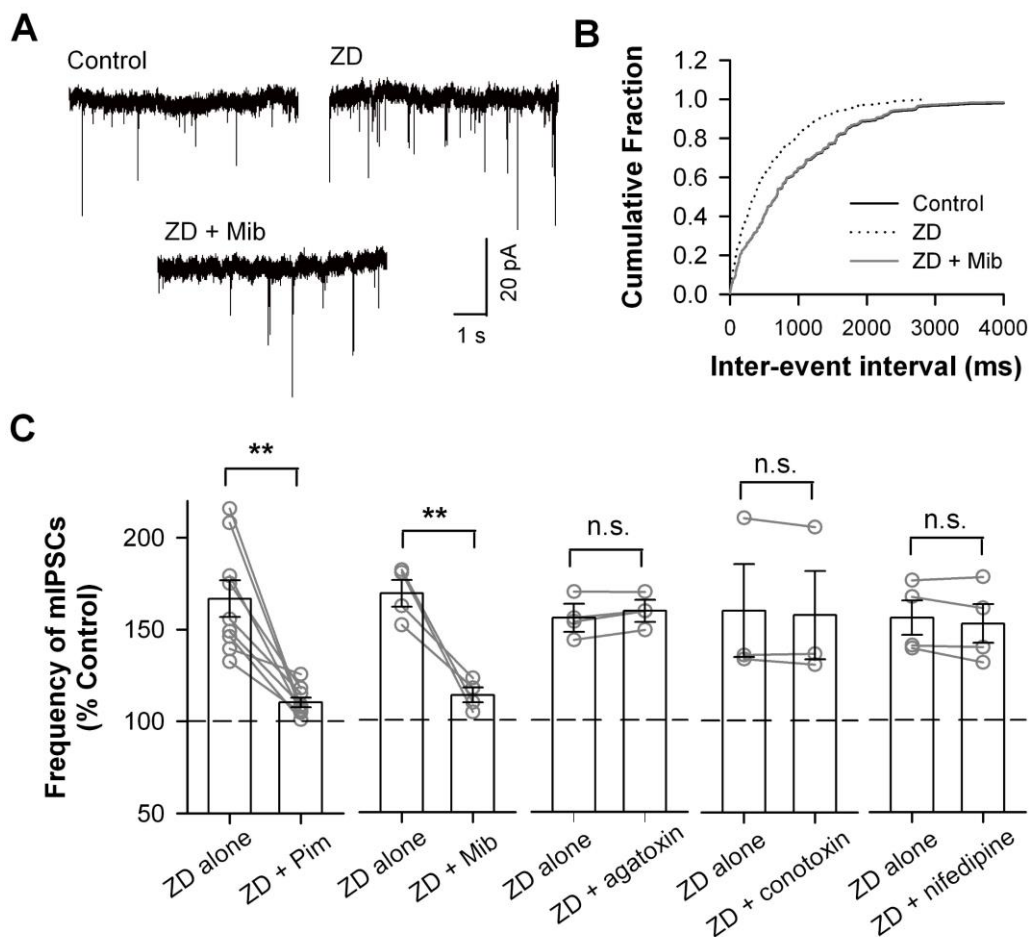 A
Control
ZD
ZD + Mib
20 pA
1 s
B
Cumulative Fraction
1.2
1.0
0.8
0.6
0.4
0.2
0.0
Control
ZD
ZD + Mib
0 1000 2000 3000 4000
Inter-event interval (ms)
C
Frequency of mIPSCs
(% Control)
200
150
100
50
**
**
n.s.
n.s.
n.s.
ZD alone
ZD + Pim
ZD alone
ZD + Mib
ZD alone
ZD + agatoxin
ZD alone
ZD + conotoxin
ZD alone
ZD + nifedipine